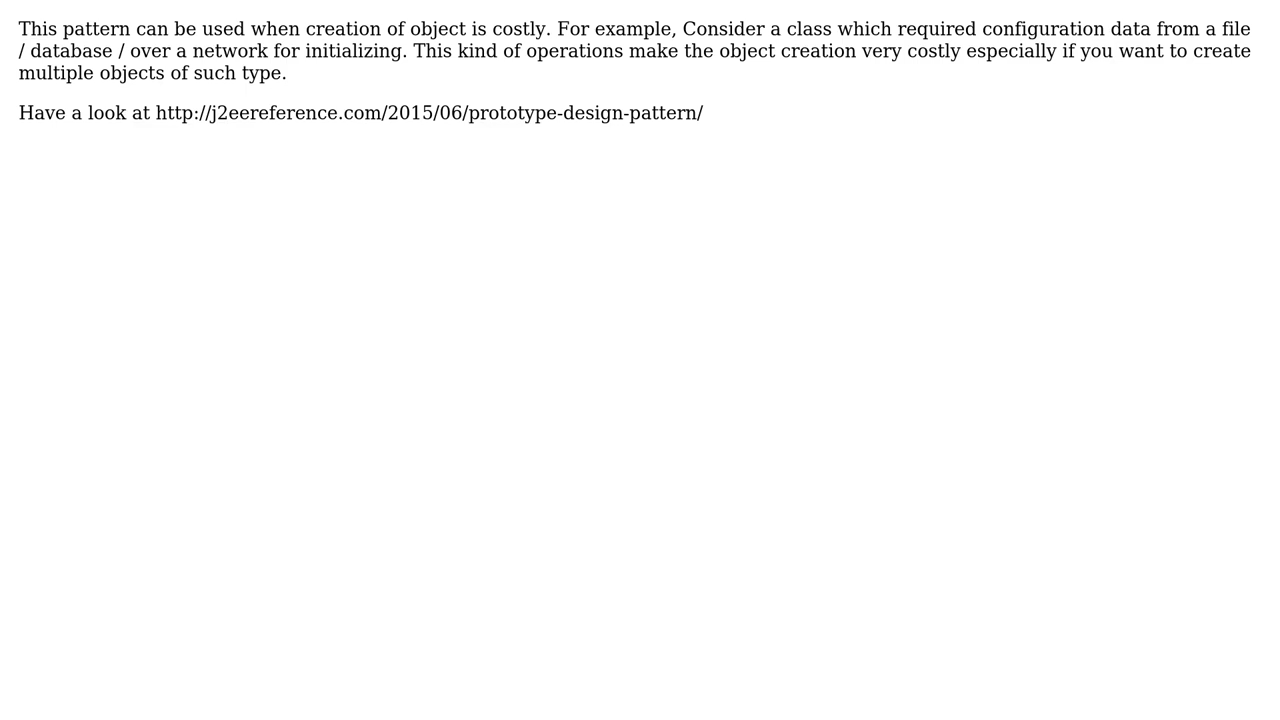 This pattern can be used when creation of object is costly. For example, Consider a class which required configuration data from a file
/ database / over a network for initializing. This kind of operations make the object creation very costly especially if you want to create
multiple objects of such type.
Have a look at http://j2eereference.com/2015/06/prototype-design-pattern/